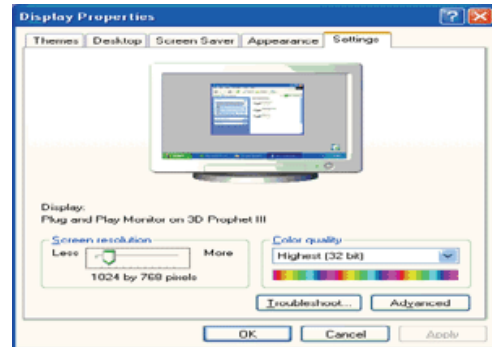 Display Properties
Themes Desktop Screen Saver Appearance Settings
Display:
Plug and Play Monitor on 3D Prophet III
Screen resolution
Less More
1024 by 768 pixels
Color quality
Highest (32 bit)
Troubleshoot... Advanced
OK Cancel Apply